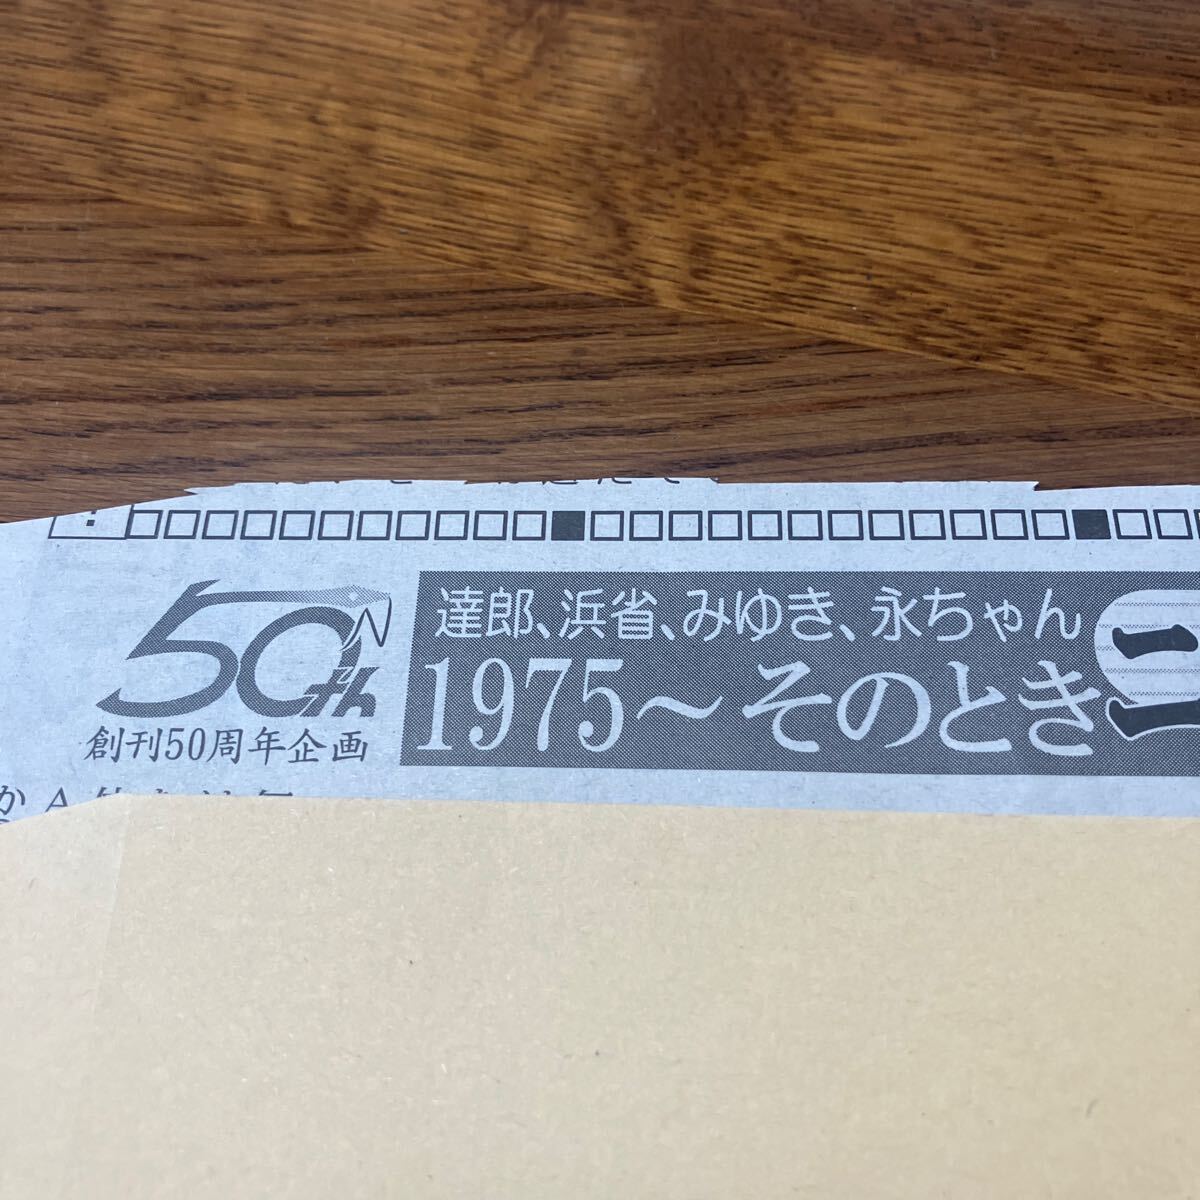 50th
創刊50周年企画
達郎、浜省、みゆき、永ちゃん
1975～そのとき